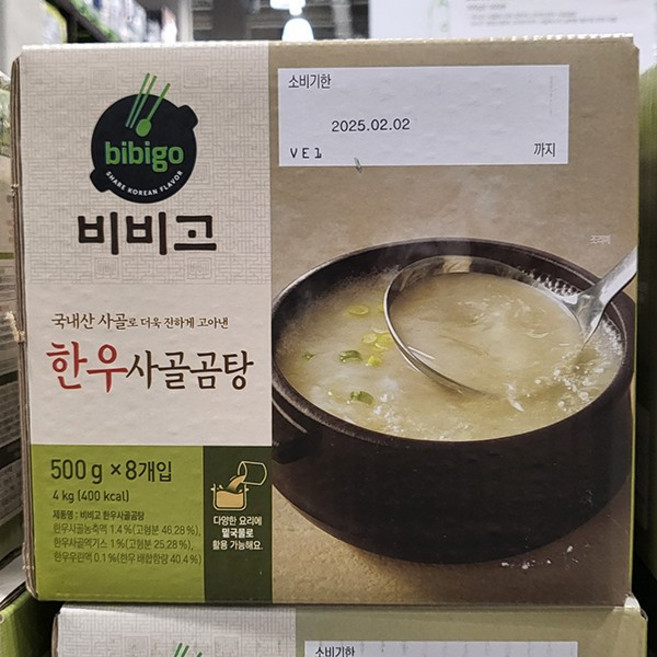 bibigo
SHARE KOREAN FLAVOR
비비고
소비기한
2025.02.02
VE1
까지
조리예
국내산 사골로 더욱 진하게 고아낸
한우사골곰탕
500 g × 8개입
4 kg (400 kcal)
제품명 : 비비고 한우사골곰탕
한우사골농축액 1.4 %(고형분 46.28 %),
한우사골엑기스 1 %(고형분 25.28 %),
한우우린액 0.1 %(한우 배합함량 40.4 %)
다양한 요리에
밑국물로
활용 가능해요.
bibigo
소비기한